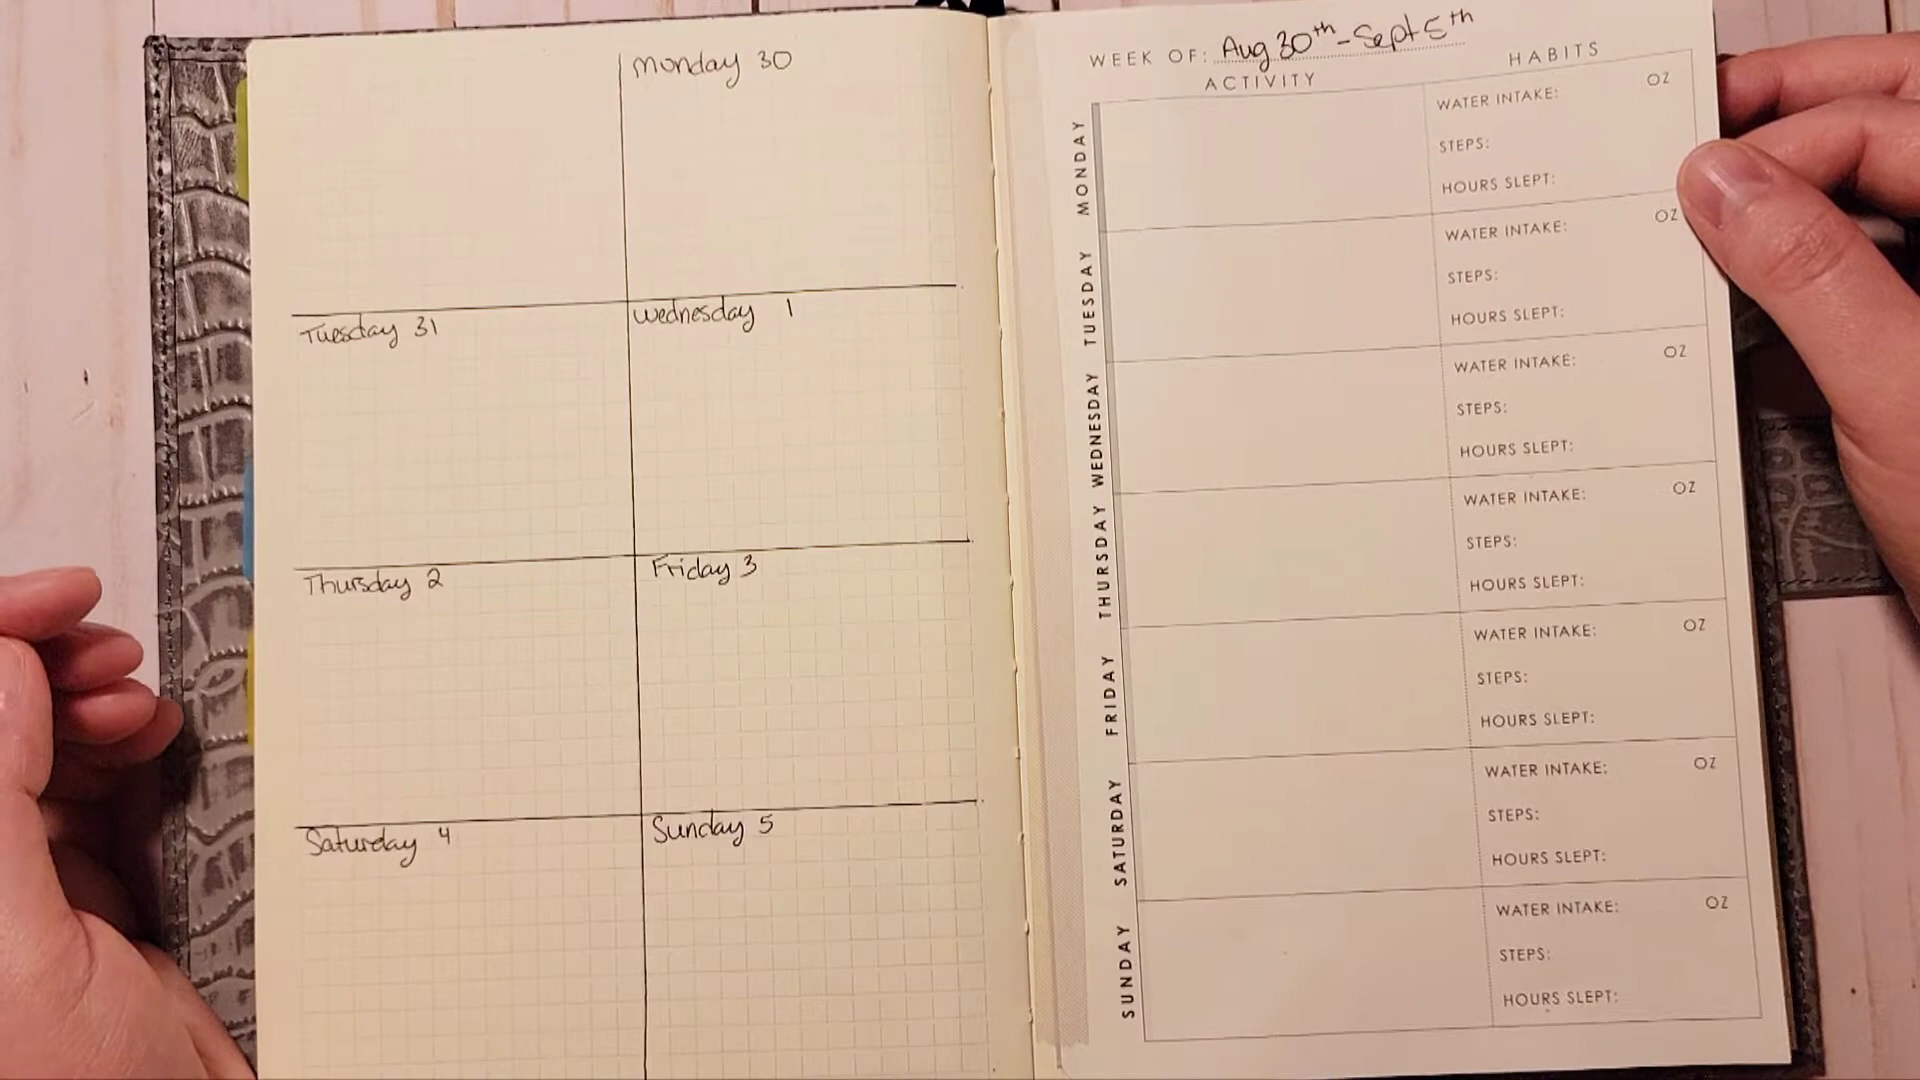 monday 30
Tuesday 31
wednesday 1
Thursday 2
Friday 3
Saturday 4
Sunday 5
WEEK OF: Aug 30th - Sept 5th
ACTIVITY
HABITS
MONDAY
WATER INTAKE: OZ
STEPS:
HOURS SLEPT:
TUESDAY
WATER INTAKE: OZ
STEPS:
HOURS SLEPT:
WEDNESDAY
WATER INTAKE: OZ
STEPS:
HOURS SLEPT:
THURSDAY
WATER INTAKE: OZ
STEPS:
HOURS SLEPT:
FRIDAY
WATER INTAKE: OZ
STEPS:
HOURS SLEPT:
SATURDAY
WATER INTAKE: OZ
STEPS:
HOURS SLEPT:
SUNDAY
WATER INTAKE: OZ
STEPS:
HOURS SLEPT: